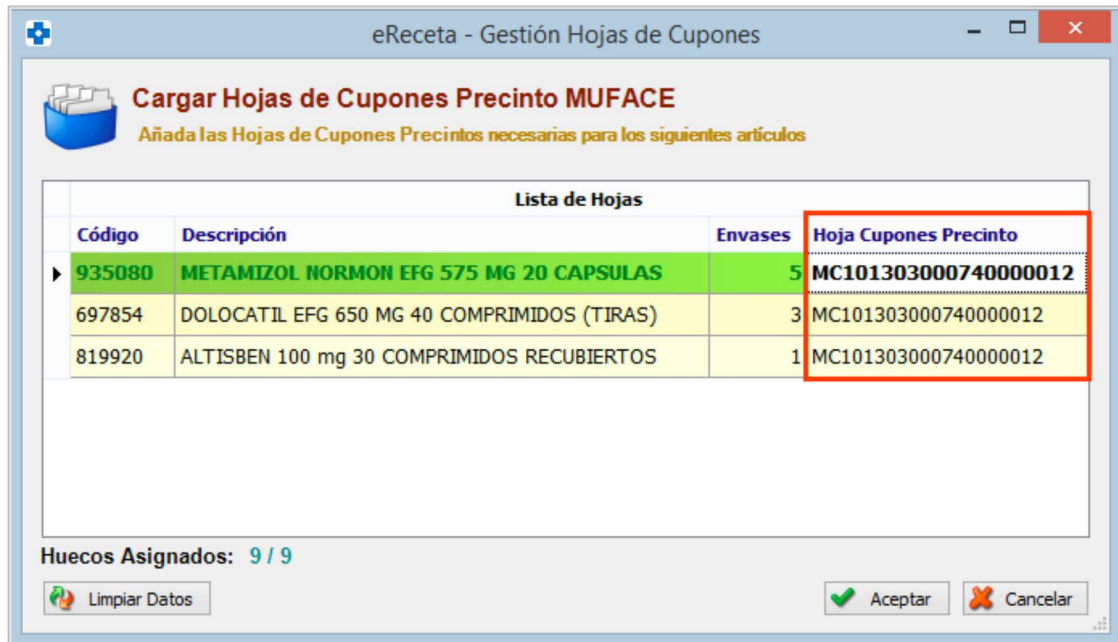 eReceta - Gestión Hojas de Cupones
Cargar Hojas de Cupones Precinto MUFACE
Añada las Hojas de Cupones Precintos necesarias para los siguientes artículos
Lista de Hojas
Código Descripción Envases Hoja Cupones Precinto
935080 METAMIZOL NORMON EFG 575 MG 20 CAPSULAS 5 MC101303000740000012
697854 DOLOCATIL EFG 650 MG 40 COMPRIMIDOS (TIRAS) 3 MC101303000740000012
819920 ALTISBEN 100 mg 30 COMPRIMIDOS RECUBIERTOS 1 MC101303000740000012
Huecos Asignados: 9 / 9
Limpiar Datos Aceptar Cancelar